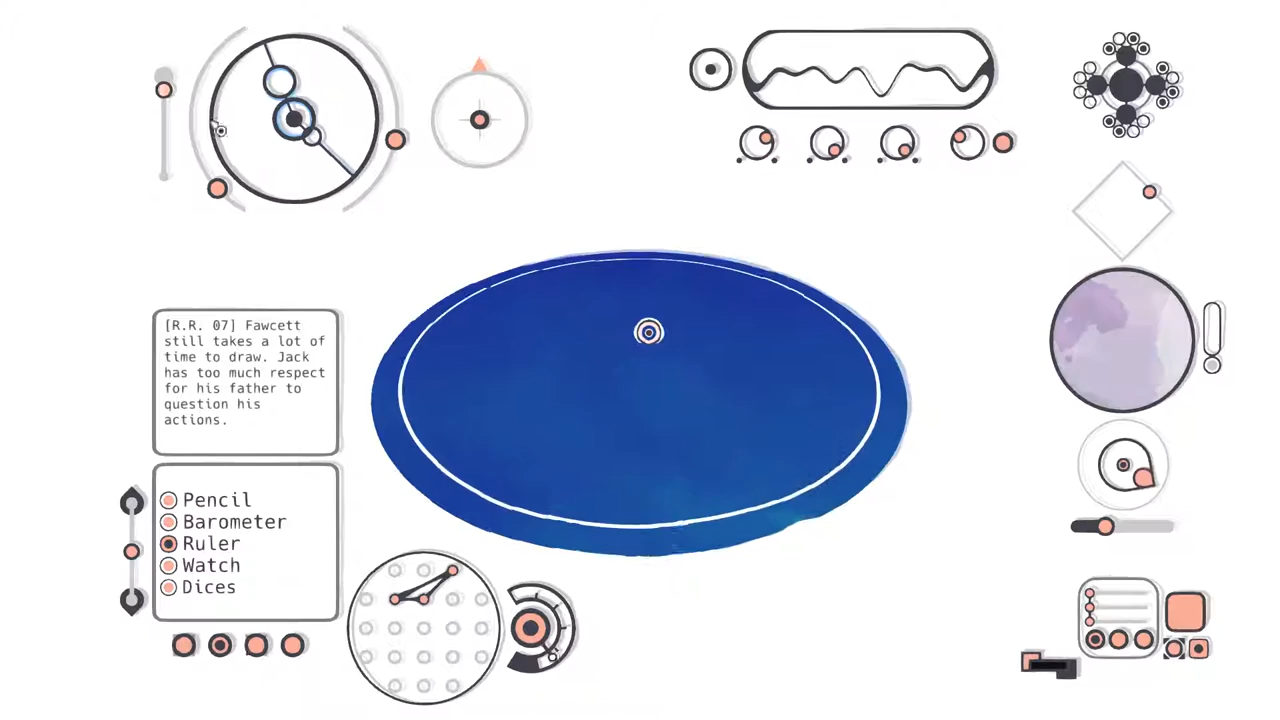 [R.R. 07] Fawcett
still takes a lot of
time to draw. Jack
has too much respect
for his father to
question his
actions.
Pencil
Barometer
Ruler
Watch
Dices